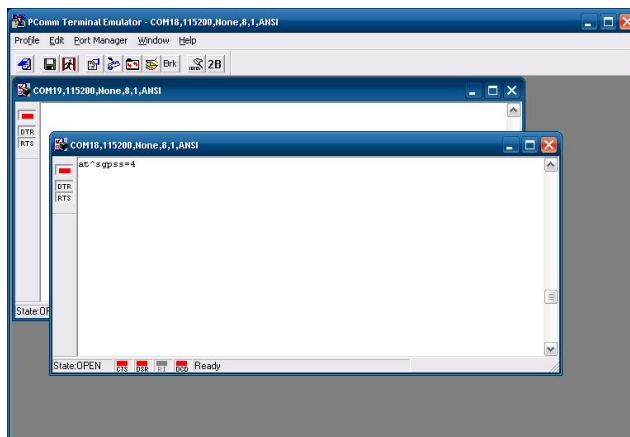 PComm Terminal Emulator - COM18,115200,None,8,1,ANSI
Profile Edit Port Manager Window Help
Brk 2B
COM19,115200,None,8,1,ANSI
DTR
RTS
COM18,115200,None,8,1,ANSI
at^sgpss=4
DTR
RTS
State:OP
State:OPEN CTS DSR RI DCD Ready